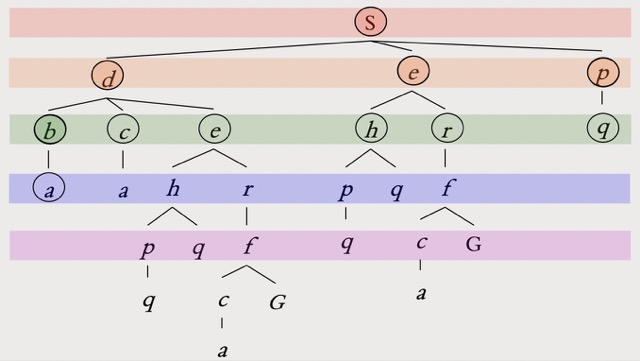 S
d e p
b c e h r q
a a h r p q f
p q f q c G
q c G a
a